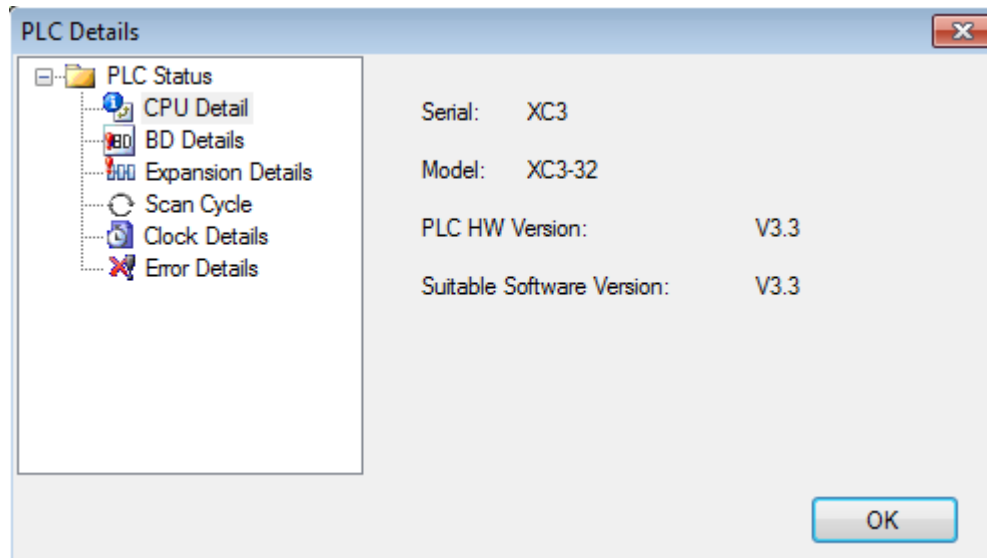 PLC Details
PLC Status
CPU Detail
BD Details
Expansion Details
Scan Cycle
Clock Details
Error Details
Serial: XC3
Model: XC3-32
PLC HW Version: V3.3
Suitable Software Version: V3.3
OK